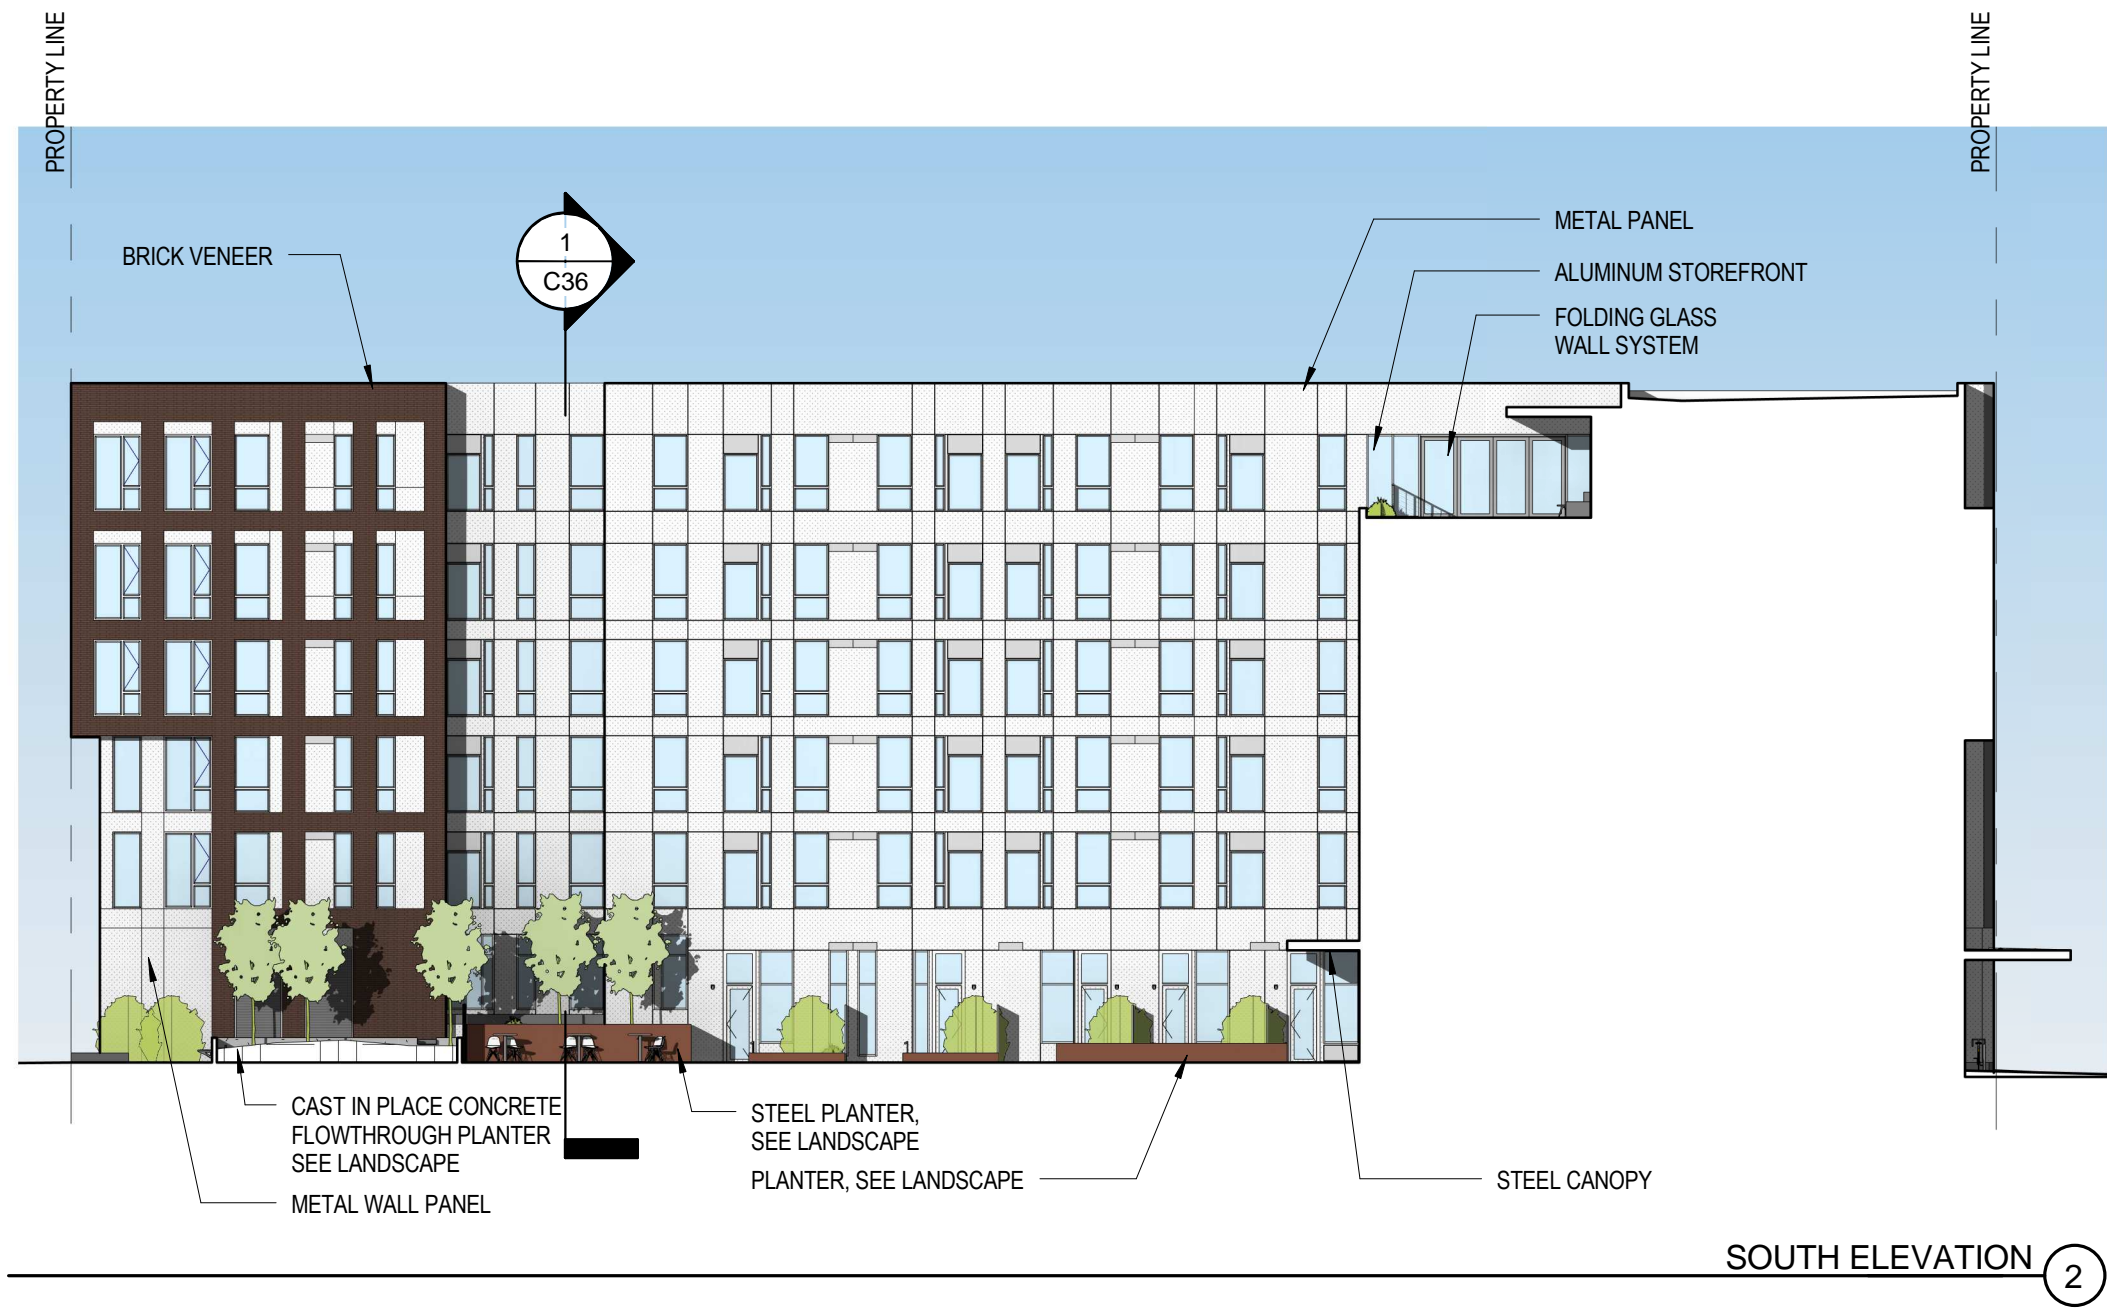 PROPERTY LINE
PROPERTY LINE
BRICK VENEER
1
C36
METAL PANEL
ALUMINUM STOREFRONT
FOLDING GLASS
WALL SYSTEM
CAST IN PLACE CONCRETE
FLOWTHROUGH PLANTER
SEE LANDSCAPE
METAL WALL PANEL
STEEL PLANTER,
SEE LANDSCAPE
PLANTER, SEE LANDSCAPE
STEEL CANOPY
SOUTH ELEVATION
2